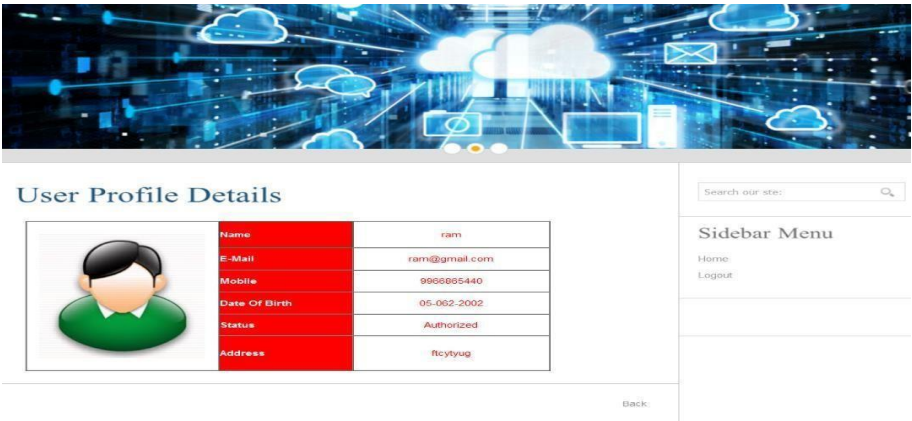 User Profile Details
Name ram
E-Mail ram@gmail.com
Mobile 9966865440
Date Of Birth 05-062-2002
Status Authorized
Address ftcytyug
Back
Search our site:
Sidebar Menu
Home
Logout